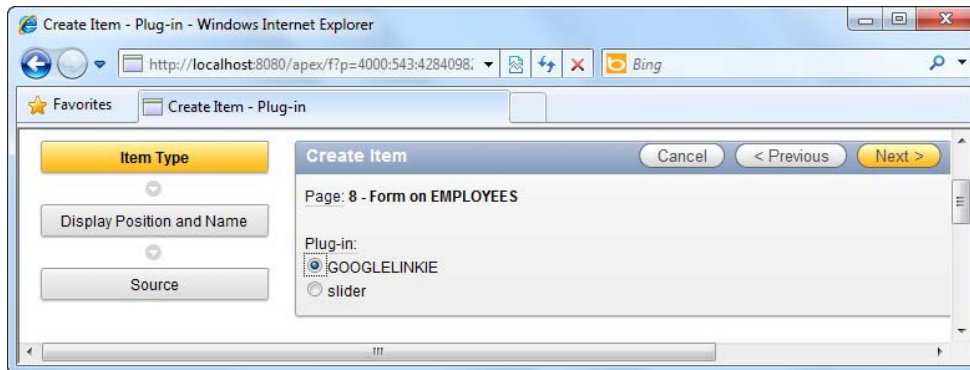 Create Item - Plug-in - Windows Internet Explorer
http://localhost:8080/apex/f?p=4000:543:4284098:
Bing
Favorites
Create Item - Plug-in
Item Type
Create Item
Cancel
< Previous
Next >
Page: 8 - Form on EMPLOYEES
Display Position and Name
Plug-in:
GOOGLELINKIE
Source
slider